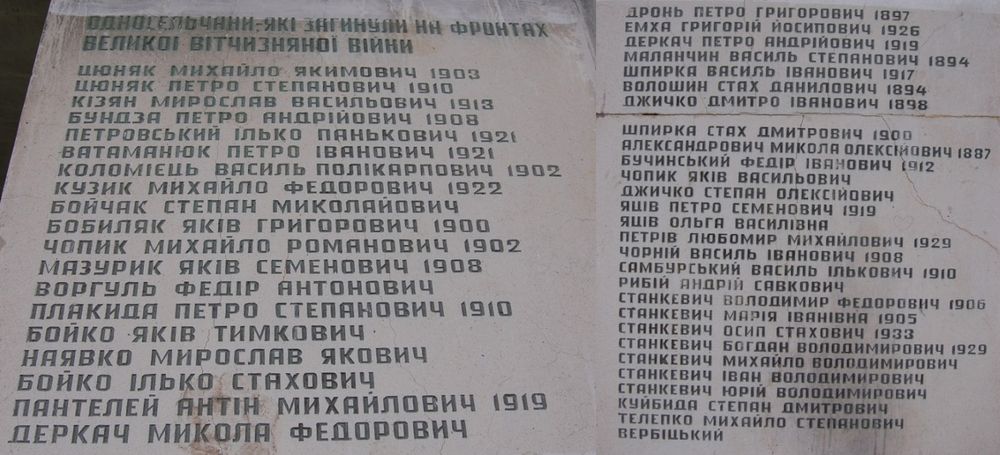 ОДНОСЕЛЬЧАНИ-ЯКІ ЗАГИНУЛИ НА ФРОНТАХ
ВЕЛИКОЇ ВІТЧИЗНЯНОЇ ВІЙНИ
ЦЮНЯК МИХАЙЛО ЯКИМОВИЧ 1903
ЦЮНЯК ПЕТРО СТЕПАНОВИЧ 1910
КІЗЯН МИРОСЛАВ ВАСИЛЬОВИЧ 1913
БУНДЗА ПЕТРО АНДРІЙОВИЧ 1908
ПЕТРОВСЬКИЙ ІЛЬКО ПАНЬКОВИЧ 1921
ВАТАМАНЮК ПЕТРО ІВАНОВИЧ 1921
КОЛОМІЄЦЬ ВАСИЛЬ ПОЛІКАРПОВИЧ 1902
КУЗИК МИХАЙЛО ФЕДОРОВИЧ 1922
БОЙЧАК СТЕПАН МИКОЛАЙОВИЧ
БОБИЛЯК ЯКІВ ГРИГОРОВИЧ 1900
ЧОПИК МИХАЙЛО РОМАНОВИЧ 1902
МАЗУРИК ЯКІВ СЕМЕНОВИЧ 1908
ВОРГУЛЬ ФЕДІР АНТОНОВИЧ
ПЛАКИДА ПЕТРО СТЕПАНОВИЧ 1910
БОЙКО ЯКІВ ТИМКОВИЧ
НАЯВКО МИРОСЛАВ ЯКОВИЧ
БОЙКО ІЛЬКО СТАХОВИЧ
ПАНТЕЛЕЙ АНТІН МИХАЙЛОВИЧ 1919
ДЕРКАЧ МИКОЛА ФЕДОРОВИЧ
ДРОНЬ ПЕТРО ГРИГОРОВИЧ 1897
ЕМХА ГРИГОРІЙ ЙОСИПОВИЧ 1926
ДЕРКАЧ ПЕТРО АНДРІЙОВИЧ 1919
МАЛАНЧИН ВАСИЛЬ СТЕПАНОВИЧ 1894
ШПИРКА ВАСИЛЬ ІВАНОВИЧ 1917
ВОЛОШИН СТАХ ДАНИЛОВИЧ 1894
ДЖИЧКО ДМИТРО ІВАНОВИЧ 1898
ШПИРКА СТАХ ДМИТРОВИЧ 1900
АЛЕКСАНДРОВИЧ МИКОЛА ОЛЕКСІЙОВИЧ 1887
БУЧИНСЬКИЙ ФЕДІР ІВАНОВИЧ 1912
ЧОПИК ЯКІВ ВАСИЛЬОВИЧ
ДЖИЧКО СТЕПАН ОЛЕКСІЙОВИЧ
ЯЦІВ ПЕТРО СЕМЕНОВИЧ 1919
ЯЦІВ ОЛЬГА ВАСИЛІВНА
ПЕТРІВ ЛЮБОМИР МИХАЙЛОВИЧ 1929
ЧОРНІЙ ВАСИЛЬ ІВАНОВИЧ 1908
САМБУРСЬКИЙ ВАСИЛЬ ІЛЬКОВИЧ 1910
РИБІЙ АНДРІЙ САВКОВИЧ
СТАНКЕВИЧ ВОЛОДИМИР ФЕДОРОВИЧ 1906
СТАНКЕВИЧ МАРІЯ ІВАНІВНА 1905
СТАНКЕВИЧ ОСИП СТАХОВИЧ 1933
СТАНКЕВИЧ БОГДАН ВОЛОДИМИРОВИЧ 1929
СТАНКЕВИЧ МИХАЙЛО ВОЛОДИМИРОВИЧ
СТАНКЕВИЧ ІВАН ВОЛОДИМИРОВИЧ
СТАНКЕВИЧ ЮРІЙ ВОЛОДИМИРОВИЧ
КУЙБИДА СТЕПАН ДМИТРОВИЧ
ТЕЛЕПКО МИХАЙЛО СТЕПАНОВИЧ
ВЕРБІЦЬКИЙ